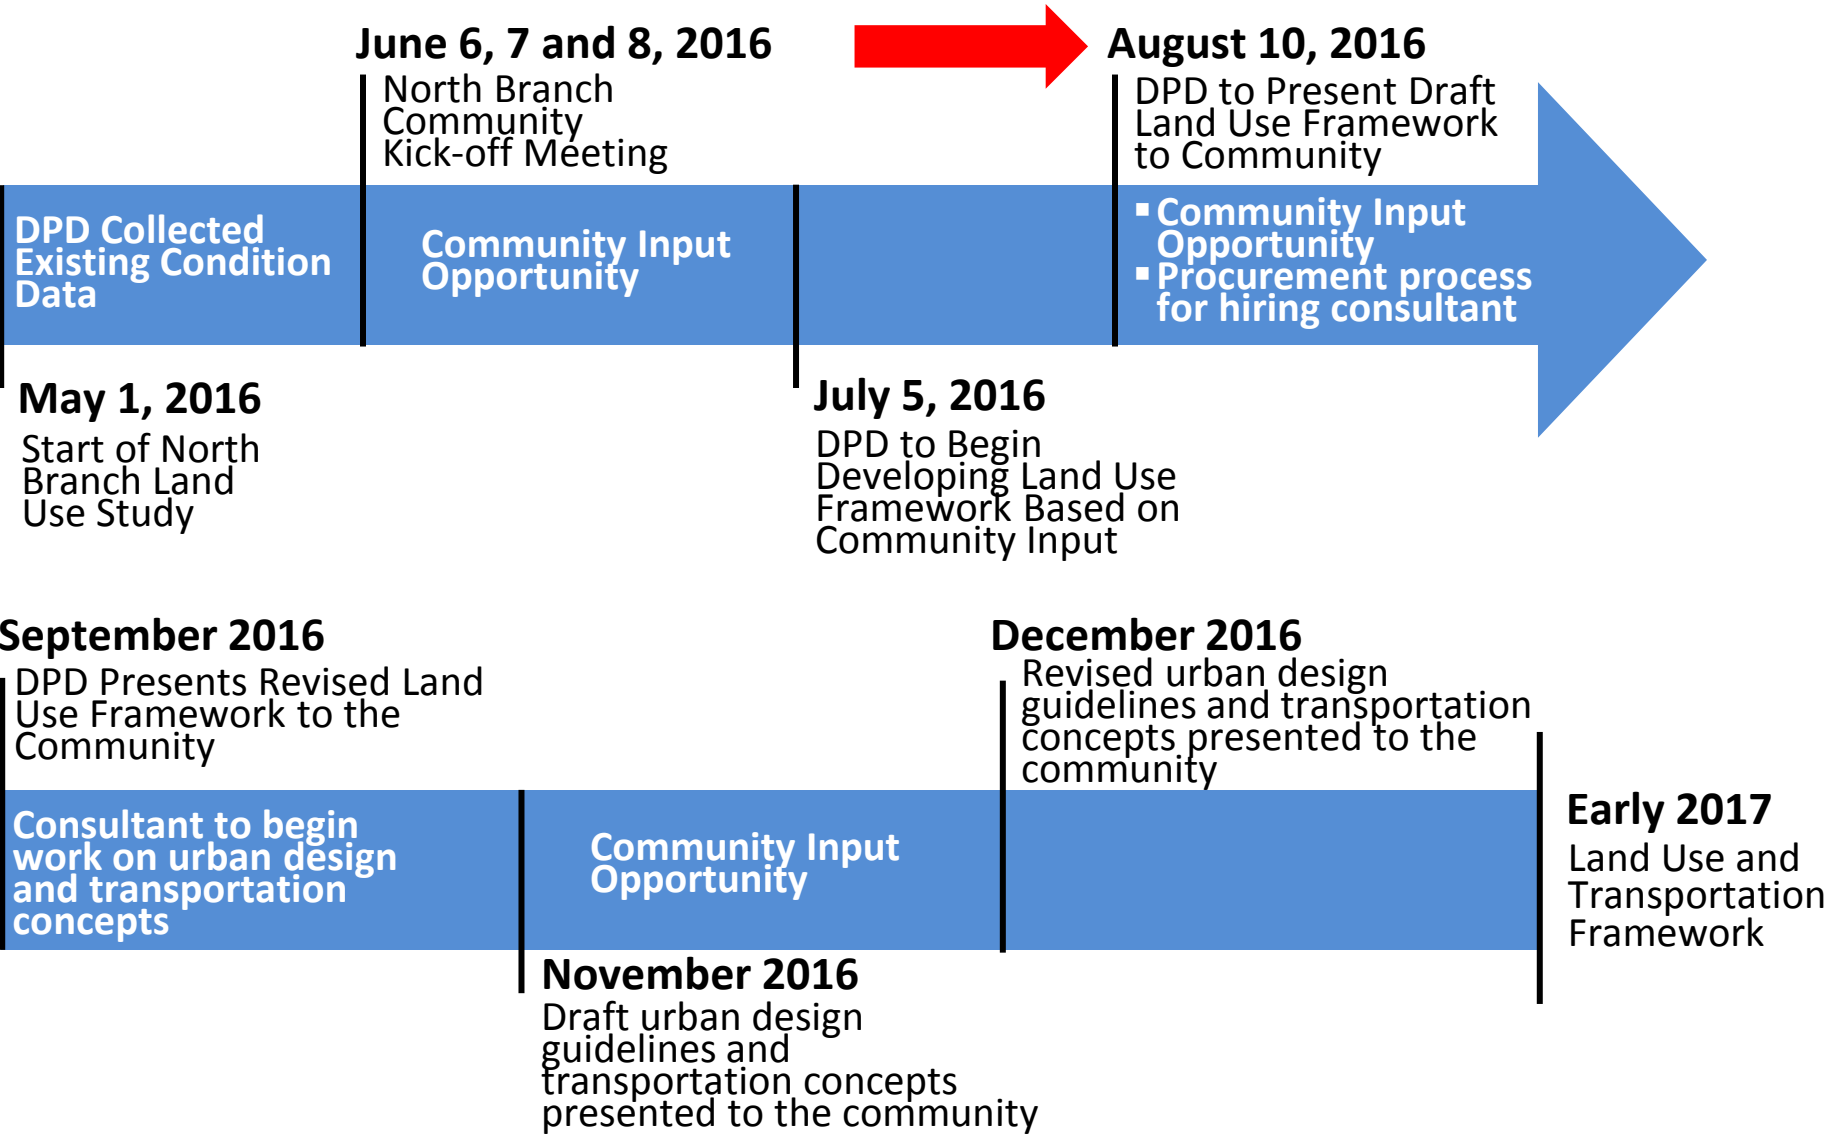 June 6, 7 and 8, 2016
North Branch
Community
Kick-off Meeting
August 10, 2016
DPD to Present Draft
Land Use Framework
to Community
DPD Collected
Existing Condition
Data
Community Input
Opportunity
▪ Community Input
Opportunity
▪ Procurement process
for hiring consultant
May 1, 2016
Start of North
Branch Land
Use Study
July 5, 2016
DPD to Begin
Developing Land Use
Framework Based on
Community Input
September 2016
DPD Presents Revised Land
Use Framework to the
Community
December 2016
Revised urban design
guidelines and transportation
concepts presented to the
community
Consultant to begin
work on urban design
and transportation
concepts
Community Input
Opportunity
Early 2017
Land Use and
Transportation
Framework
November 2016
Draft urban design
guidelines and
transportation concepts
presented to the community